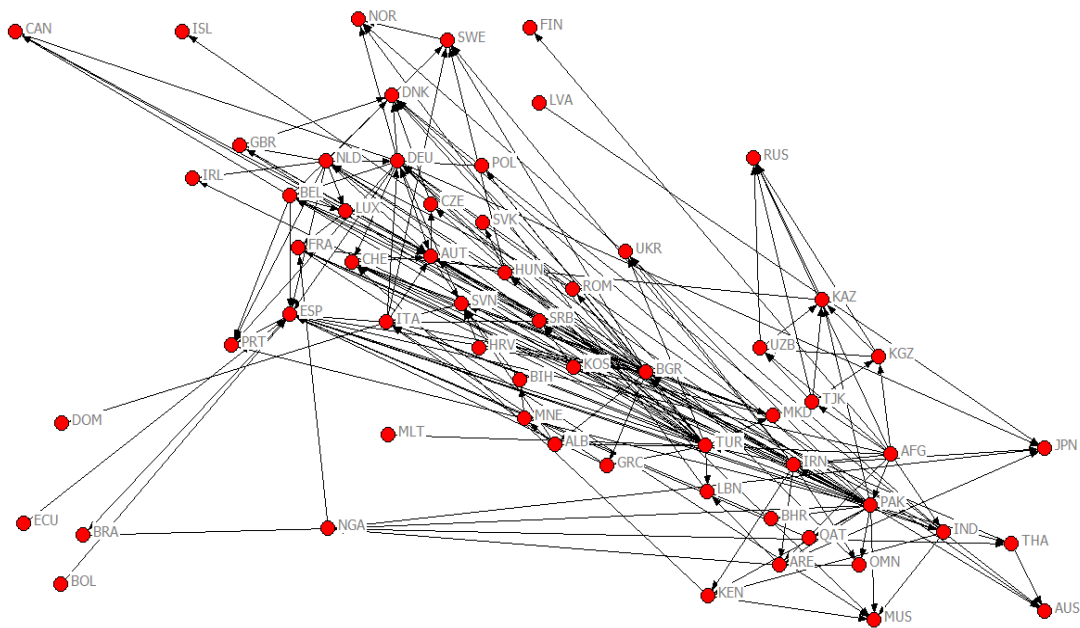 NOR
CAN
ISL
FIN
SWE
DNK
LVA
GBR
NLD
DEU
POL
RUS
IRL
BEL
LUX
CZE
SVK
FRA
CHE
AUT
UKR
HUN
ROM
KAZ
SVN
ESP
ITA
SRB
PRT
HRV
UZB
KGZ
KOS
BGR
BIH
TJK
MKD
DOM
MNE
MLT
ALB
TUR
AFG
JPN
GRC
IRN
LBN
PAK
ECU
BRA
NGA
BHR
QAT
IND
THA
ARE
OMN
BOL
KEN
AUS
MUS